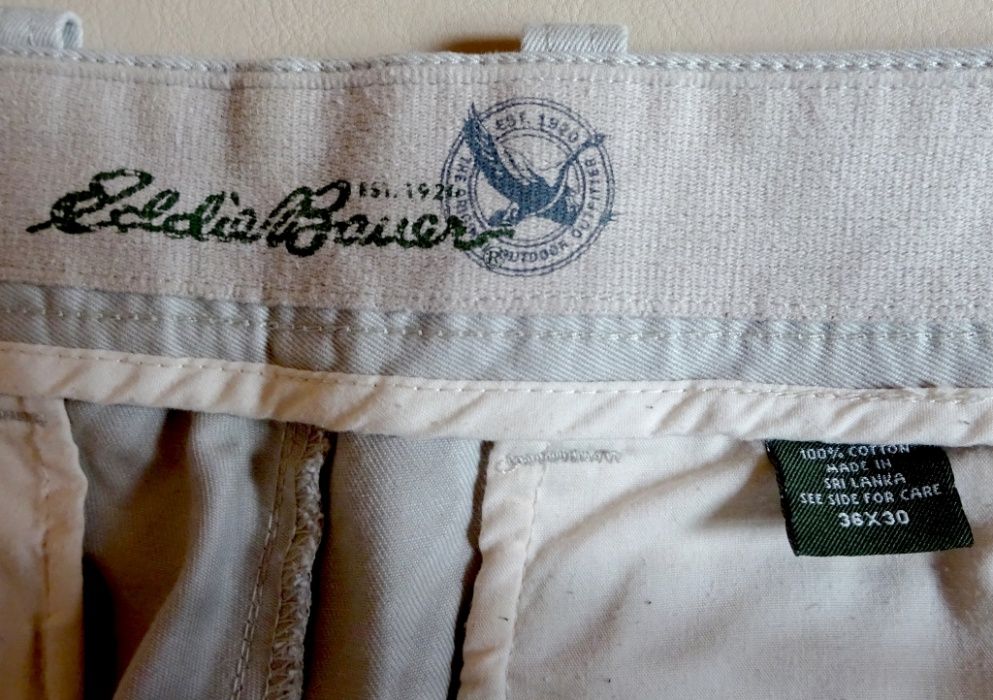 Eddie Bauer®
EST. 1920
EST. 1920
THE
OUTDOOR OUTFITTER
100% COTTON
MADE IN
SRI LANKA
SEE SIDE FOR CARE
36X30